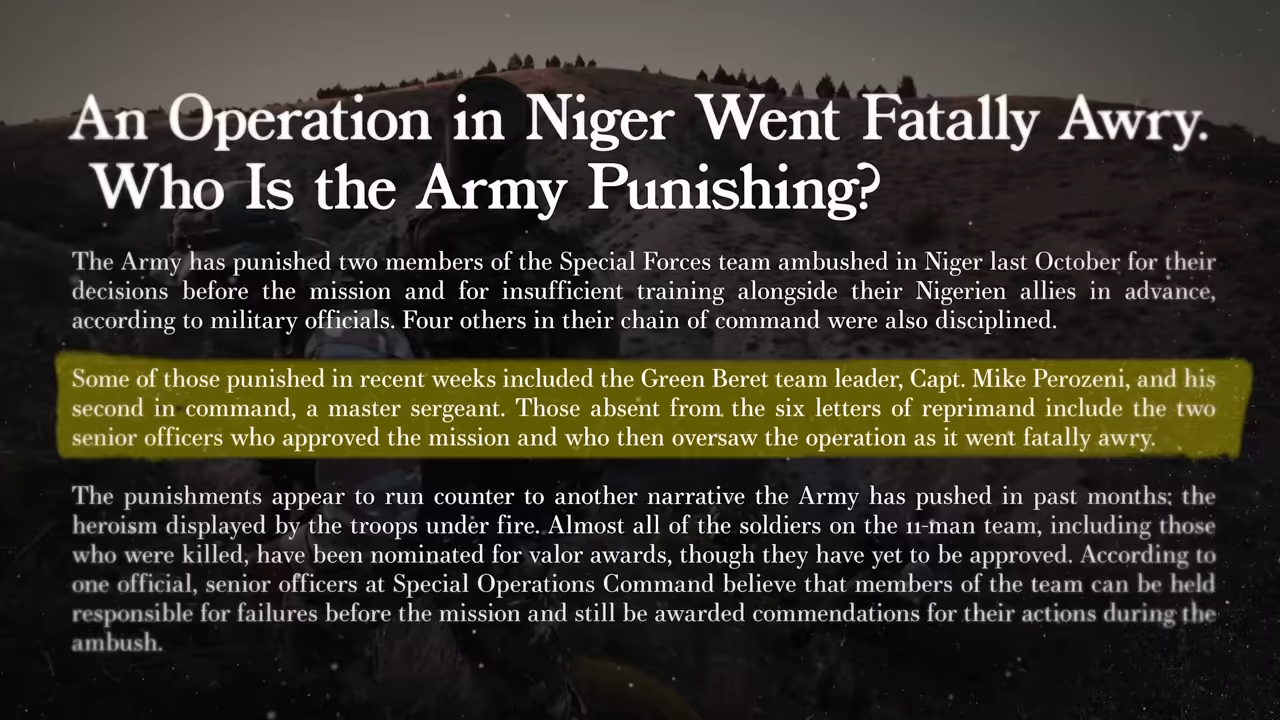 An Operation in Niger Went Fatally Awry.
Who Is the Army Punishing?
The Army has punished two members of the Special Forces team ambushed in Niger last October for their
decisions before the mission and for insufficient training alongside their Nigerien allies in advance,
according to military officials. Four others in their chain of command were also disciplined.
Some of those punished in recent weeks included the Green Beret team leader, Capt. Mike Perozeni, and his
second in command, a master sergeant. Those absent from the six letters of reprimand include the two
senior officers who approved the mission and who then oversaw the operation as it went fatally awry.
The punishments appear to run counter to another narrative the Army has pushed in past months: the
heroism displayed by the troops under fire. Almost all of the soldiers on the 11-man team, including those
who were killed, have been nominated for valor awards, though they have yet to be approved. According to
one official, senior officers at Special Operations Command believe that members of the team can be held
responsible for failures before the mission and still be awarded commendations for their actions during the
ambush.